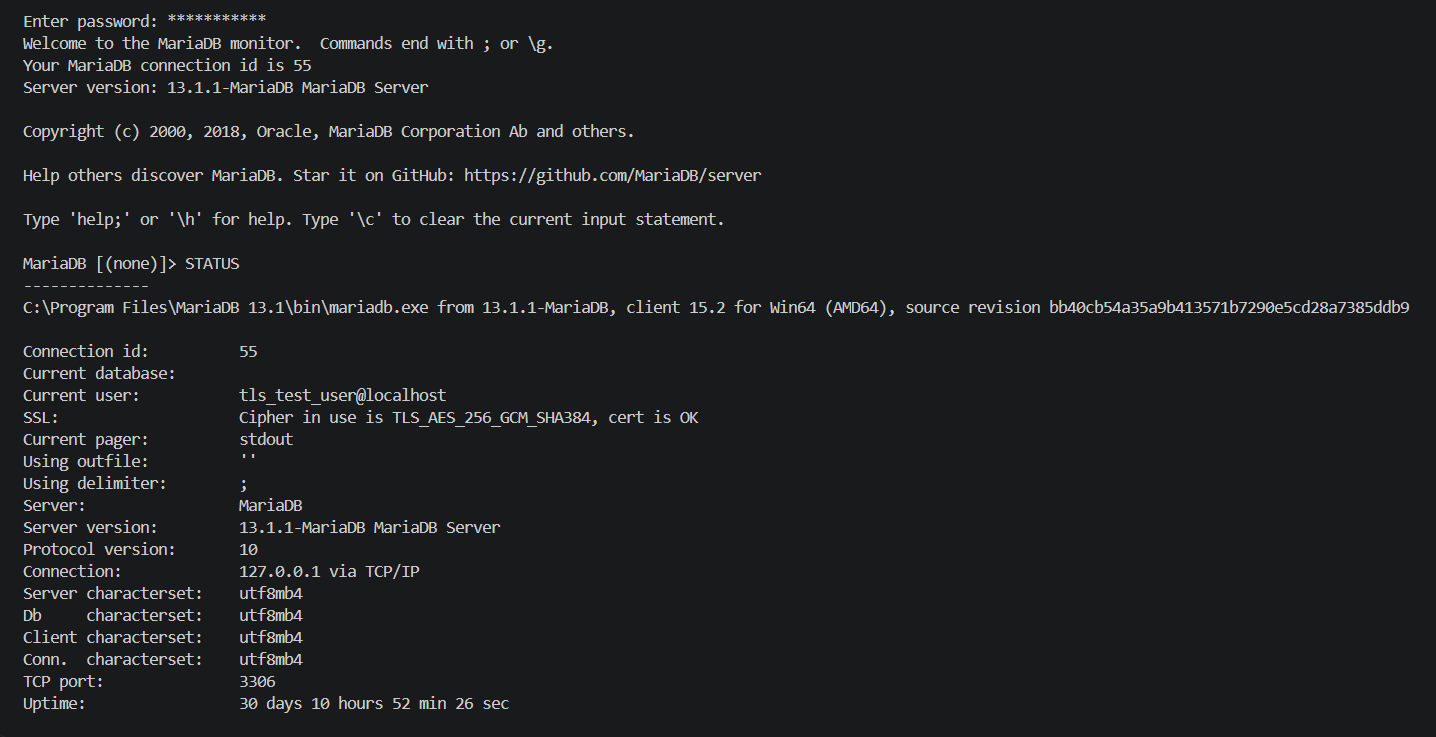 Enter password: ***********
Welcome to the MariaDB monitor.  Commands end with ; or \g.
Your MariaDB connection id is 55
Server version: 13.1.1-MariaDB MariaDB Server
Copyright (c) 2000, 2018, Oracle, MariaDB Corporation Ab and others.
Help others discover MariaDB. Star it on GitHub: https://github.com/MariaDB/server
Type 'help;' or '\h' for help. Type '\c' to clear the current input statement.
MariaDB [(none)]> STATUS
--------------
C:\Program Files\MariaDB 13.1\bin\mariadb.exe from 13.1.1-MariaDB, client 15.2 for Win64 (AMD64), source revision bb40cb54a35a9b413571b7290e5cd28a7385ddb9
Connection id:          55
Current database:
Current user:           tls_test_user@localhost
SSL:                    Cipher in use is TLS_AES_256_GCM_SHA384, cert is OK
Current pager:          stdout
Using outfile:          ''
Using delimiter:        ;
Server:                 MariaDB
Server version:         13.1.1-MariaDB MariaDB Server
Protocol version:       10
Connection:             127.0.0.1 via TCP/IP
Server characterset:    utf8mb4
Db     characterset:    utf8mb4
Client characterset:    utf8mb4
Conn.  characterset:    utf8mb4
TCP port:               3306
Uptime:                 30 days 10 hours 52 min 26 sec